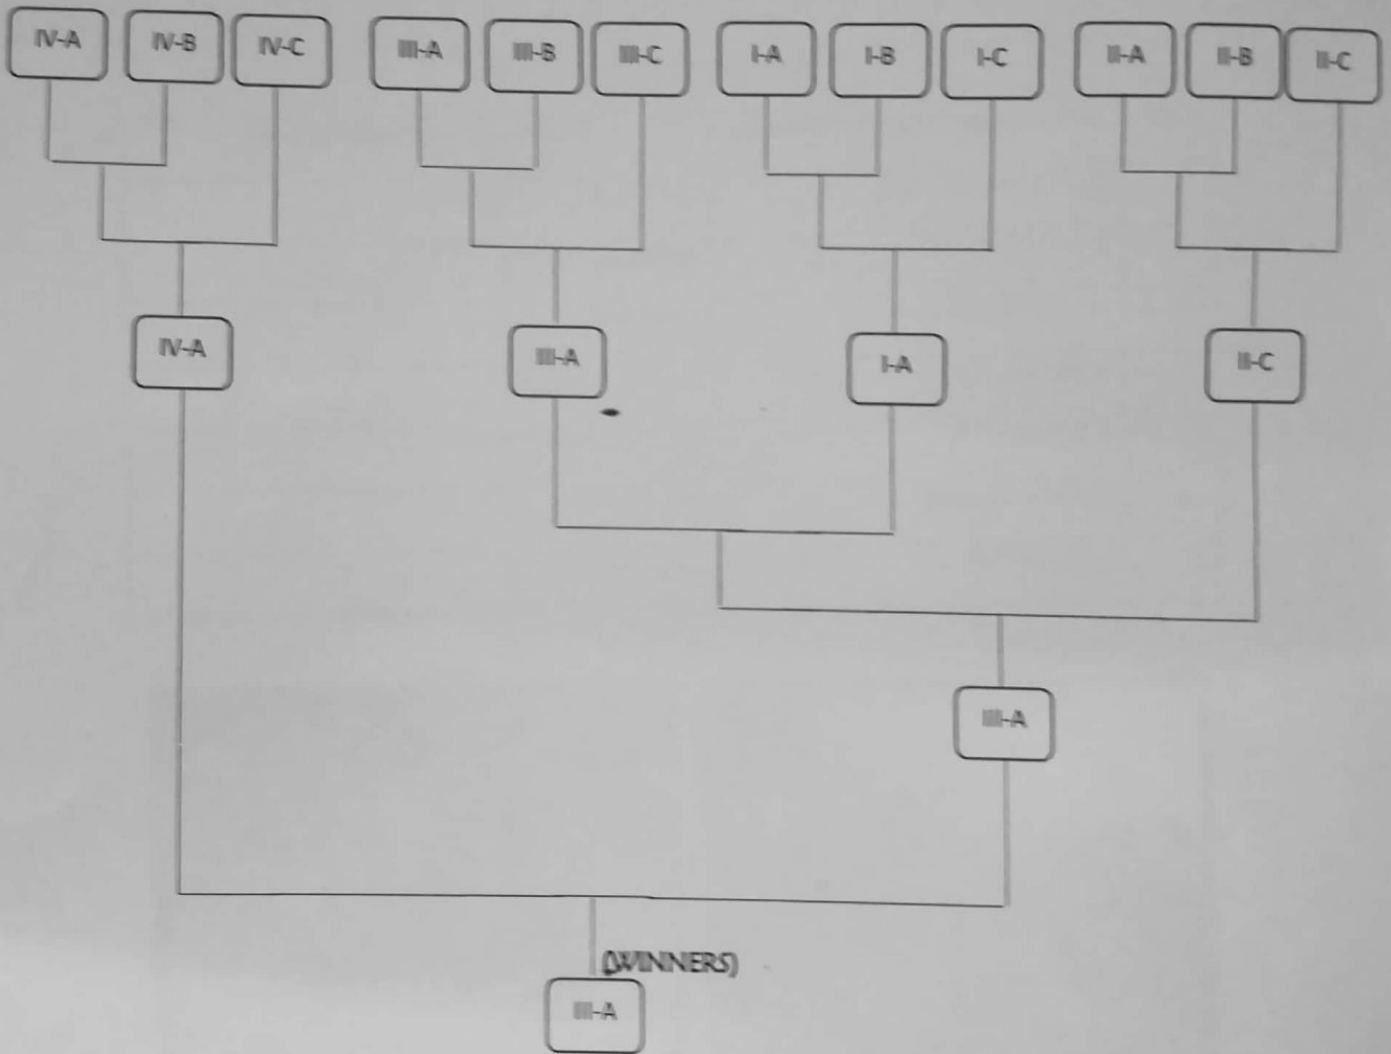 IV-A IV-B IV-C III-A III-B III-C I-A I-B I-C II-A II-B II-C
IV-A III-A I-A II-C
III-A
(WINNERS)
III-A